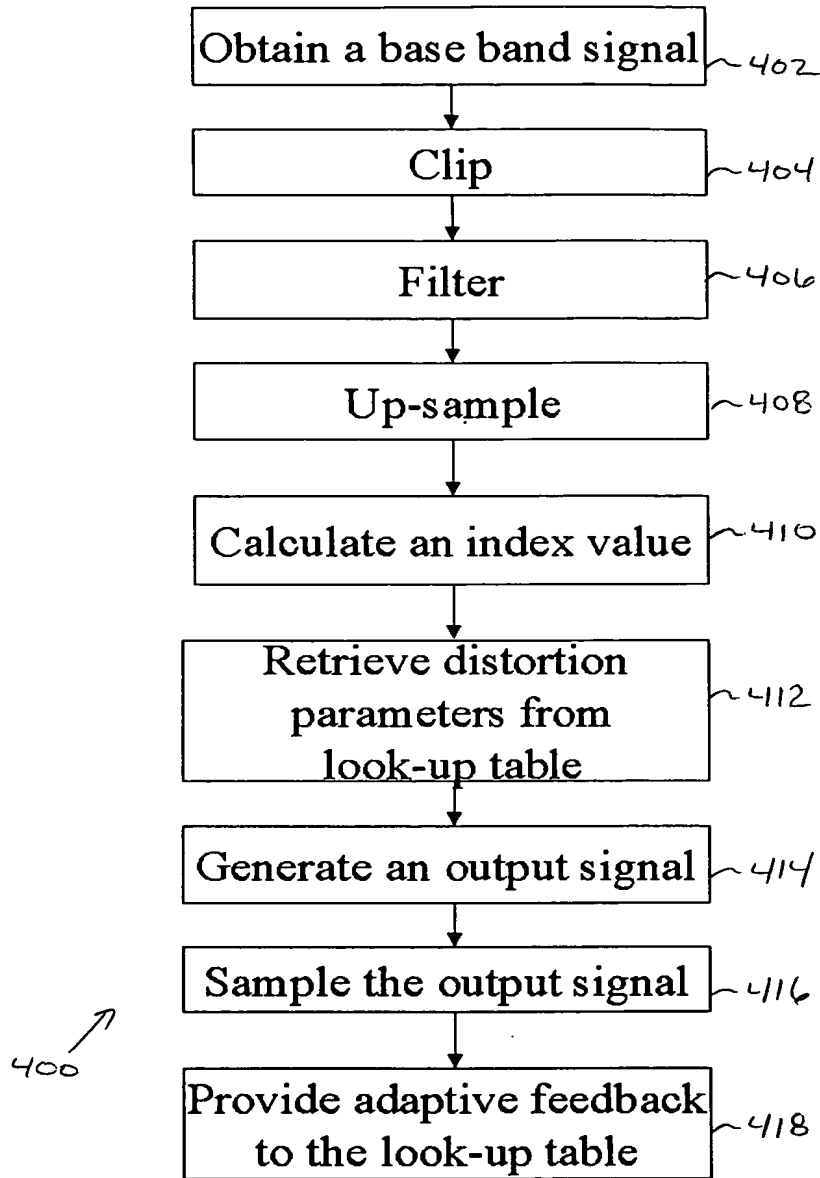 Obtain a base band signal
402
Clip
404
Filter
406
Up-sample
408
Calculate an index value
410
Retrieve distortion
parameters from
look-up table
412
Generate an output signal
414
Sample the output signal
416
400
Provide adaptive feedback
to the look-up table
418